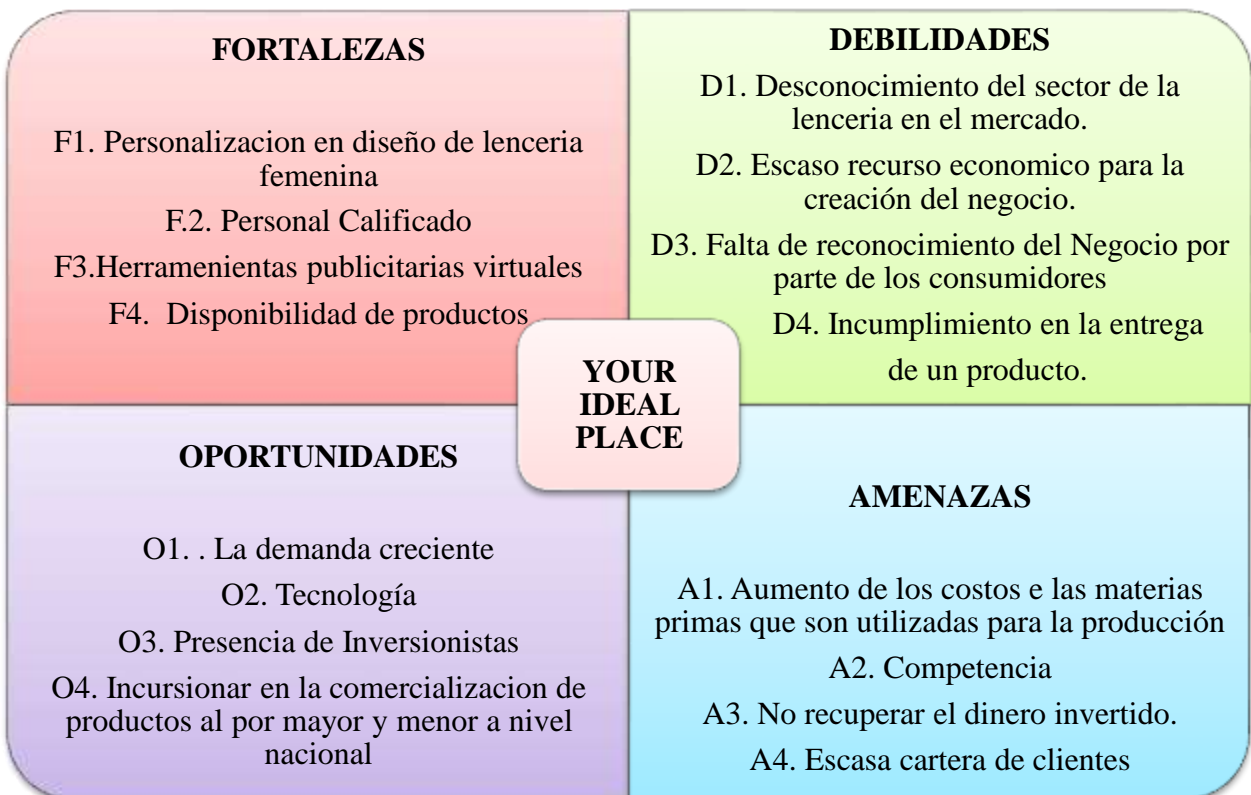 FORTALEZAS
F1. Personalizacion en diseño de lenceria
femenina
F.2. Personal Calificado
F3.Herramenientas publicitarias virtuales
F4. Disponibilidad de productos
DEBILIDADES
D1. Desconocimiento del sector de la
lenceria en el mercado.
D2. Escaso recurso economico para la
creación del negocio.
D3. Falta de reconocimiento del Negocio por
parte de los consumidores
D4. Incumplimiento en la entrega
de un producto.
YOUR
IDEAL
PLACE
OPORTUNIDADES
O1. . La demanda creciente
O2. Tecnología
O3. Presencia de Inversionistas
O4. Incursionar en la comercializacion de
productos al por mayor y menor a nivel
nacional
AMENAZAS
A1. Aumento de los costos e las materias
primas que son utilizadas para la producción
A2. Competencia
A3. No recuperar el dinero invertido.
A4. Escasa cartera de clientes